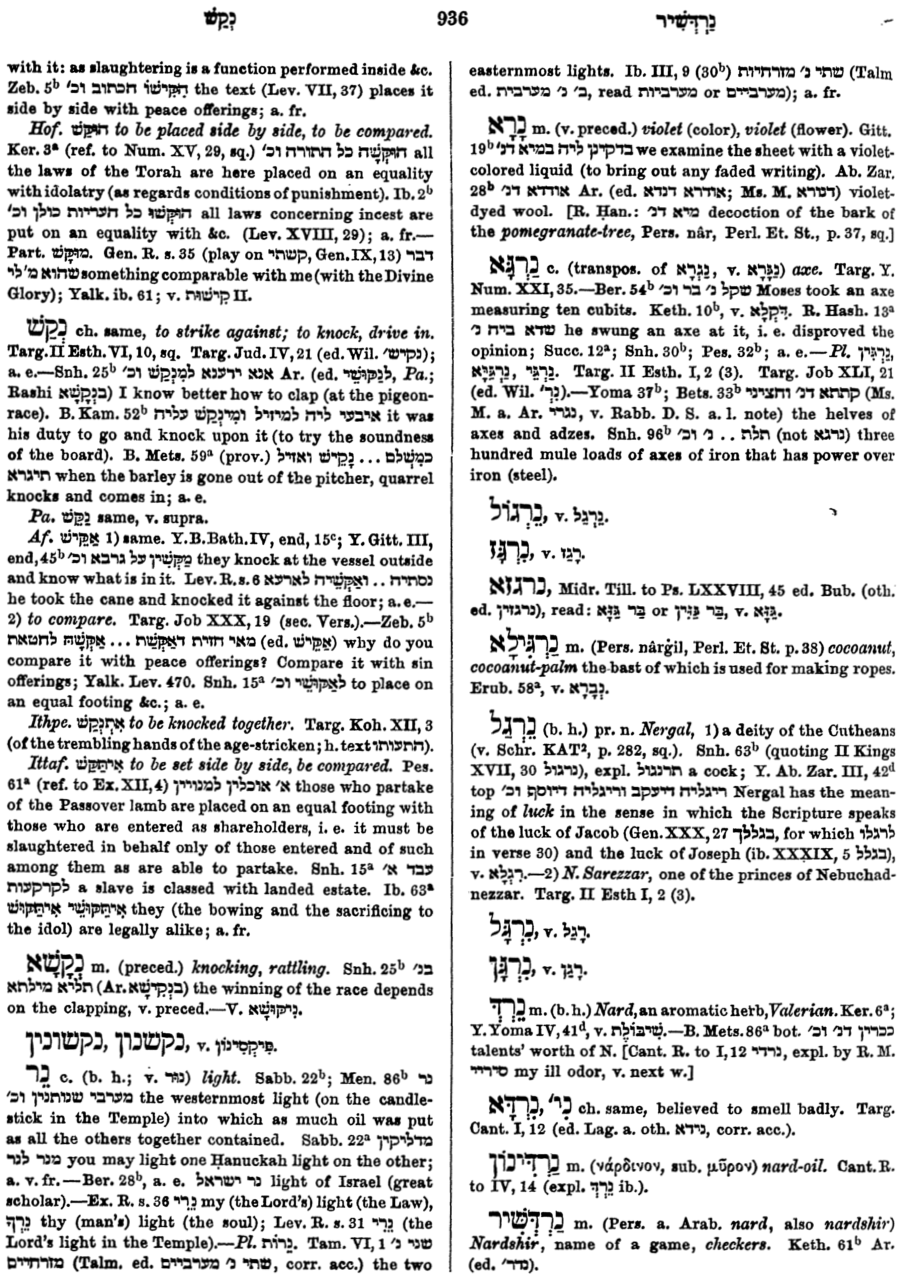 נְקַשׁ
936
נַרְדְּשִׁיר
with it: as slaughtering is a function performed inside &c.
Zeb. 5ᵇ הִקִּישׁוֹ הכתוב וכ׳ the text (Lev. VII, 37) places it
side by side with peace offerings; a. fr.
Hof. הוּקַּשׁ to be placed side by side, to be compared.
Ker. 3ᵃ (ref. to Num. XV, 29, sq.) הוּקְּשָׁה כל התורה וכ׳ all
the laws of the Torah are here placed on an equality
with idolatry (as regards conditions of punishment). Ib. 2ᵇ
הוּקְּשׁוּ כל העריות כולן וכ׳ all laws concerning incest are
put on an equality with &c. (Lev. XVIII, 29); a. fr.—
Part. מוּקָּשׁ. Gen. R. s. 35 (play on קשתי, Gen. IX, 13) דבר
שהוא מ׳ לי something comparable with me (with the Divine
Glory); Yalk. ib. 61; v. קִישׁוּת II.
נְקַשׁ ch. same, to strike against; to knock, drive in.
Targ. II Esth. VI, 10, sq. Targ. Jud. IV, 21 (ed. Wil. נקיש׳);
a. e.—Snh. 25ᵇ אנא ידענא לְמִנְקַשׁ וכ׳ Ar. (ed. לְנַקּוּשֵׁי, Pa.;
Rashi בנְקָשָׁא) I know better how to clap (at the pigeon-
race). B. Kam. 52ᵇ איבעי ליה למיזיל ומִינְקַשׁ עליה it was
his duty to go and knock upon it (to try the soundness
of the board). B. Mets. 59ᵃ (prov.) כמשלם ... נָקֵישׁ ואזיל
תיגרא when the barley is gone out of the pitcher, quarrel
knocks and comes in; a. e.
Pa. נַקֵּשׁ same, v. supra.
Af. אַקֵּישׁ 1) same. Y. B. Bath. IV, end, 15ᶜ; Y. Gitt. III,
end, 45ᵇ מַקְּשִׁין על גרבא וכ׳ they knock at the vessel outside
and know what is in it. Lev. R. s. 6 נסתיה .. ואַקְּשֵׁיה לארעא
he took the cane and knocked it against the floor; a. e.—
2) to compare. Targ. Job XXX, 19 (sec. Vers.).—Zeb. 5ᵇ
מאי חזית דאַקְּשַׁת ... אַקְּשָׁהּ לחטאת (ed. אַקֵּישׁ) why do you
compare it with peace offerings? Compare it with sin
offerings; Yalk. Lev. 470. Snh. 15ᵃ לאַקּוּשֵׁי וכ׳ to place on
an equal footing &c.; a. e.
Ithpe. אִתְנְקֵשׁ to be knocked together. Targ. Koh. XII, 3
(of the trembling hands of the age-stricken; h. text התעותו).
Ittaf. אִיתַּקַּשׁ to be set side by side, be compared. Pes.
61ᵃ (ref. to Ex. XII, 4) א׳ אוכלין למנויין those who partake
of the Passover lamb are placed on an equal footing with
those who are entered as shareholders, i. e. it must be
slaughtered in behalf only of those entered and of such
among them as are able to partake. Snh. 15ᵃ עבד א׳
לקרקעות a slave is classed with landed estate. Ib. 63ᵃ
אִיתַּקּוּשֵׁי אִיתַּקּוּשׁ they (the bowing and the sacrificing to
the idol) are legally alike; a. fr.
נְקָשָׁא m. (preced.) knocking, rattling. Snh. 25ᵇ בנ׳
תליא מילתא (Ar. בנְקִישָׁא) the winning of the race depends
on the clapping, v. preced.—V. נִיקּוּשָׁא.
נקשנון, נקשונין, v. פִּיקְסִינוֹן.
נֵר c. (b. h.; v. נוּר) light. Sabb. 22ᵇ; Men. 86ᵇ נר
מערבי שנותנין וכ׳ the westernmost light (on the candle-
stick in the Temple) into which as much oil was put
as all the others together contained. Sabb. 22ᵃ מדליקין
מנר לנר you may light one Ḥanuckah light on the other;
a. v. fr.—Ber. 28ᵇ, a. e. נר ישראל light of Israel (great
scholar).—Ex. R. s. 36 נֵרִי my (the Lord's) light (the Law),
נֵרְךָ thy (man's) light (the soul); Lev. R. s. 31 נֵרִי (the
Lord's light in the Temple).—Pl. נֵרוֹת. Tam. VI, 1 שני נ׳
מזרחיים (Talm. ed. שתי נ׳ מערביים, corr. acc.) the two
easternmost lights. Ib. III, 9 (30ᵇ) שתי נ׳ מזרחיות (Talm
ed. ב׳ נ׳ מערבית, read מערביות or מערביים); a. fr.
נָרָא m. (v. preced.) violet (color), violet (flower). Gitt.
19ᵇ בדקינן ליה במיא דנ׳ we examine the sheet with a violet-
colored liquid (to bring out any faded writing). Ab. Zar.
28ᵇ אודרא דנ׳ Ar. (ed. אודרא דנדא; Ms. M. דטורא) violet-
dyed wool. [R. Ḥan.: מיא דנ׳ decoction of the bark of
the pomegranate-tree, Pers. nâr, Perl. Et. St., p. 37, sq.]
נַרְגָּא c. (transpos. of נַגְרָא, v. נַגָּרָא) axe. Targ. Y.
Num. XXI, 35.—Ber. 54ᵇ שקל נ׳ בר וכ׳ Moses took an axe
measuring ten cubits. Keth. 10ᵇ, v. דִּקְלָא. R. Hash. 13ᵃ
שדא ביה נ׳ he swung an axe at it, i. e. disproved the
opinion; Succ. 12ᵃ; Snh. 30ᵇ; Pes. 32ᵇ; a. e.—Pl. נַרְגִּין,
נַרְגַּיָּא, נַרְגֵּי. Targ. II Esth. I, 2 (3). Targ. Job XLI, 21
(ed. Wil. נְרְ׳).—Yoma 37ᵇ; Bets. 33ᵇ קתתא דנ׳ וחציני (Ms.
M. a. Ar. נגרי, v. Rabb. D. S. a. l. note) the helves of
axes and adzes. Snh. 96ᵇ תלת .. נ׳ וכ׳ (not נרגא) three
hundred mule loads of axes of iron that has power over
iron (steel).
נֵרְגוֹל, v. נֵרְגַל.
נִרְגָּז, v. רָגַז.
נרגזא, Midr. Till. to Ps. LXXVIII, 45 ed. Bub. (oth.
ed. נרגזין), read: בַּר גַּזָּא or בַּר גַּזִּין, v. גַּזָּא.
נַרְגִּילָא m. (Pers. nârġil, Perl. Et. St. p. 38) cocoanut,
cocoanut-palm the bast of which is used for making ropes.
Erub. 58ᵃ, v. נְבָרָא.
נֵרְגַל (b. h.) pr. n. Nergal, 1) a deity of the Cutheans
(v. Schr. KAT², p. 282, sq.). Snh. 63ᵇ (quoting II Kings
XVII, 30 נרגול), expl. תרנגול a cock; Y. Ab. Zar. III, 42ᵈ
top ריגליה דיעקב וריגליה דיוסף וכ׳ Nergal has the mean-
ing of luck in the sense in which the Scripture speaks
of the luck of Jacob (Gen. XXX, 27 בגללך, for which לרגלי
in verse 30) and the luck of Joseph (ib. XXXIX, 5 בגלל),
v. רִגְלָא.—2) N. Sarezzar, one of the princes of Nebuchad-
nezzar. Targ. II Esth I, 2 (3).
נִרְגָּל, v. רָגַל.
נִרְגָּן, v. רָגַן.
נֵרְדְּ m. (b. h.) Nard, an aromatic herb, Valerian. Ker. 6ᵃ;
Y. Yoma IV, 41ᵈ, v. שִׁיבּוֹלֶת.—B. Mets. 86ᵃ bot. ככרין דנ׳ וכ׳
talents' worth of N. [Cant. R. to I, 12 נרדי, expl. by R. M.
סרייי my ill odor, v. next w.]
נִרְדָּא, נֵי׳ ch. same, believed to smell badly. Targ.
Cant. I, 12 (ed. Lag. a. oth. נידא, corr. acc.).
נַרְדִּינוֹן m. (νάρδινον, sub. μῦρον) nard-oil. Cant. R.
to IV, 14 (expl. נֵרְדְּ ib.).
נַרְדְּשִׁיר m. (Pers. a. Arab. nard, also nardshir)
Nardshir, name of a game, checkers. Keth. 61ᵇ Ar.
(ed. נדר׳).